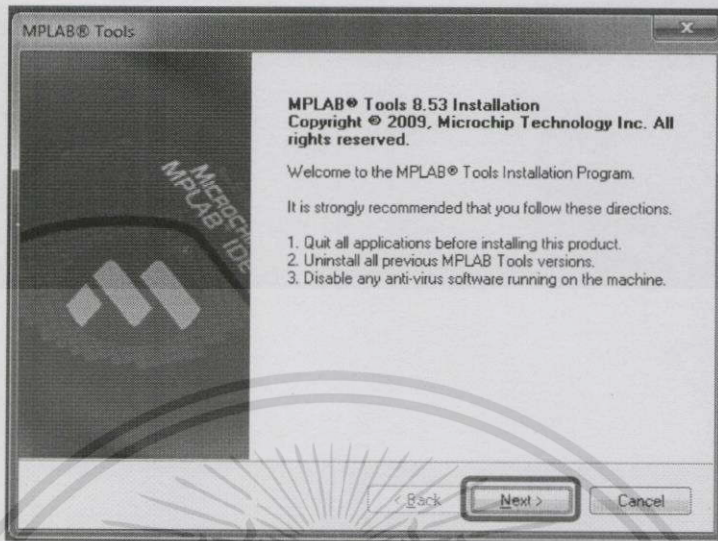 MPLAB® Tools
MICROCHIP
MPLAB IDE
MPLAB® Tools 8.53 Installation
Copyright © 2009, Microchip Technology Inc. All
rights reserved.
Welcome to the MPLAB® Tools Installation Program.
It is strongly recommended that you follow these directions.
1. Quit all applications before installing this product.
2. Uninstall all previous MPLAB Tools versions.
3. Disable any anti-virus software running on the machine.
< Back
Next >
Cancel